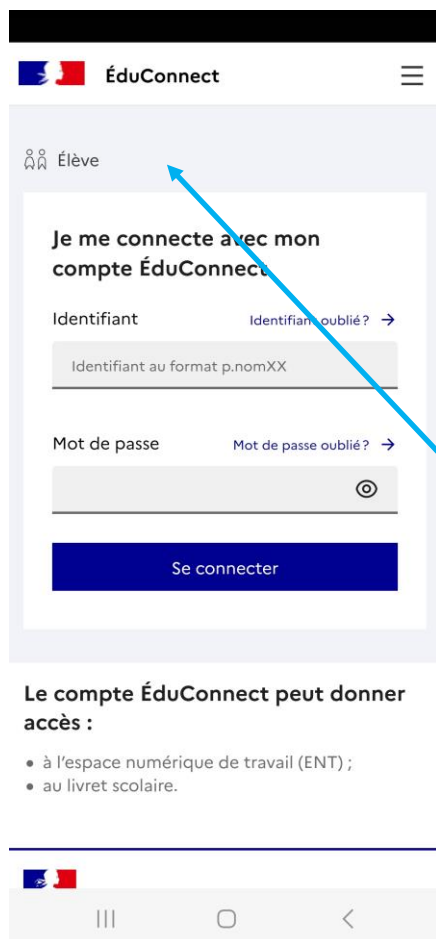 ÉduConnect
Élève
Je me connecte avec mon
compte ÉduConnect
Identifiant Identifiant oublié ? →
Identifiant au format p.nomXX
Mot de passe Mot de passe oublié ? →
Se connecter
Le compte ÉduConnect peut donner
accès :
• à l'espace numérique de travail (ENT) ;
• au livret scolaire.